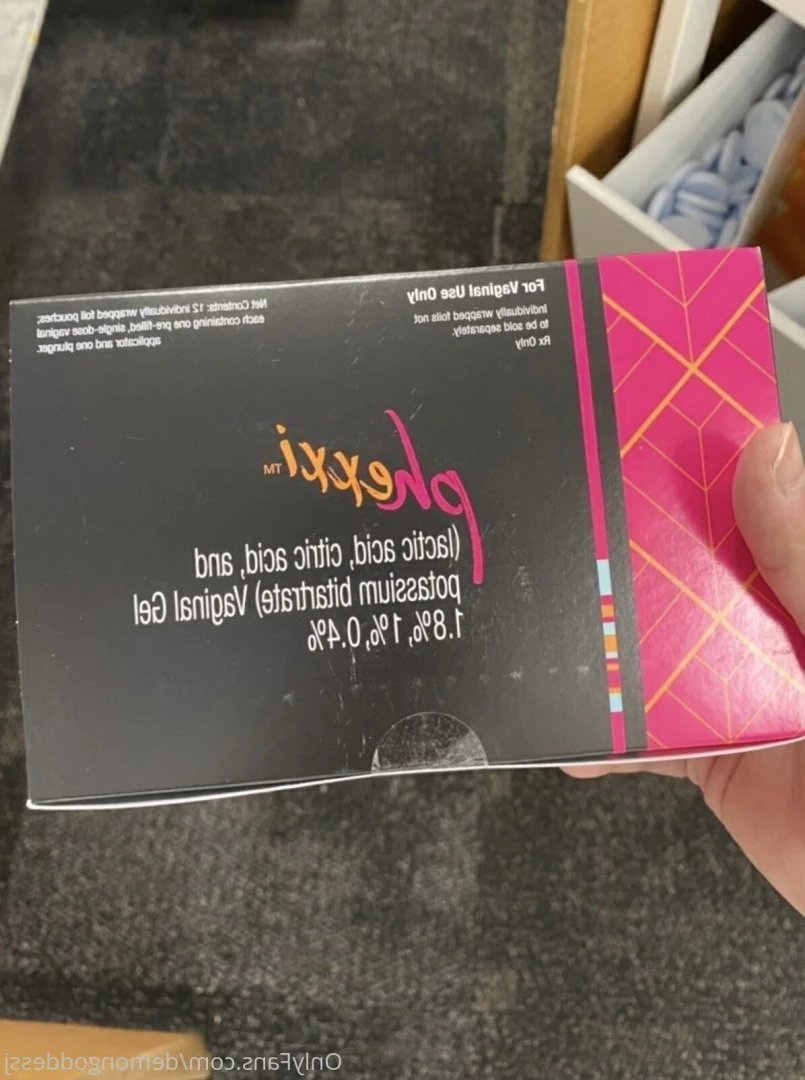 For Vaginal Use Only
Individually wrapped foils not
to be sold separately.
Rx Only
Net Contents: 12 individually wrapped foil pouches;
each containing one pre-filled, single-dose vaginal
applicator and one plunger.
phexxi™
(lactic acid, citric acid, and
potassium bitartrate) Vaginal Gel
1.8%, 1%, 0.4%
OnlyFans.com/demongoddessj